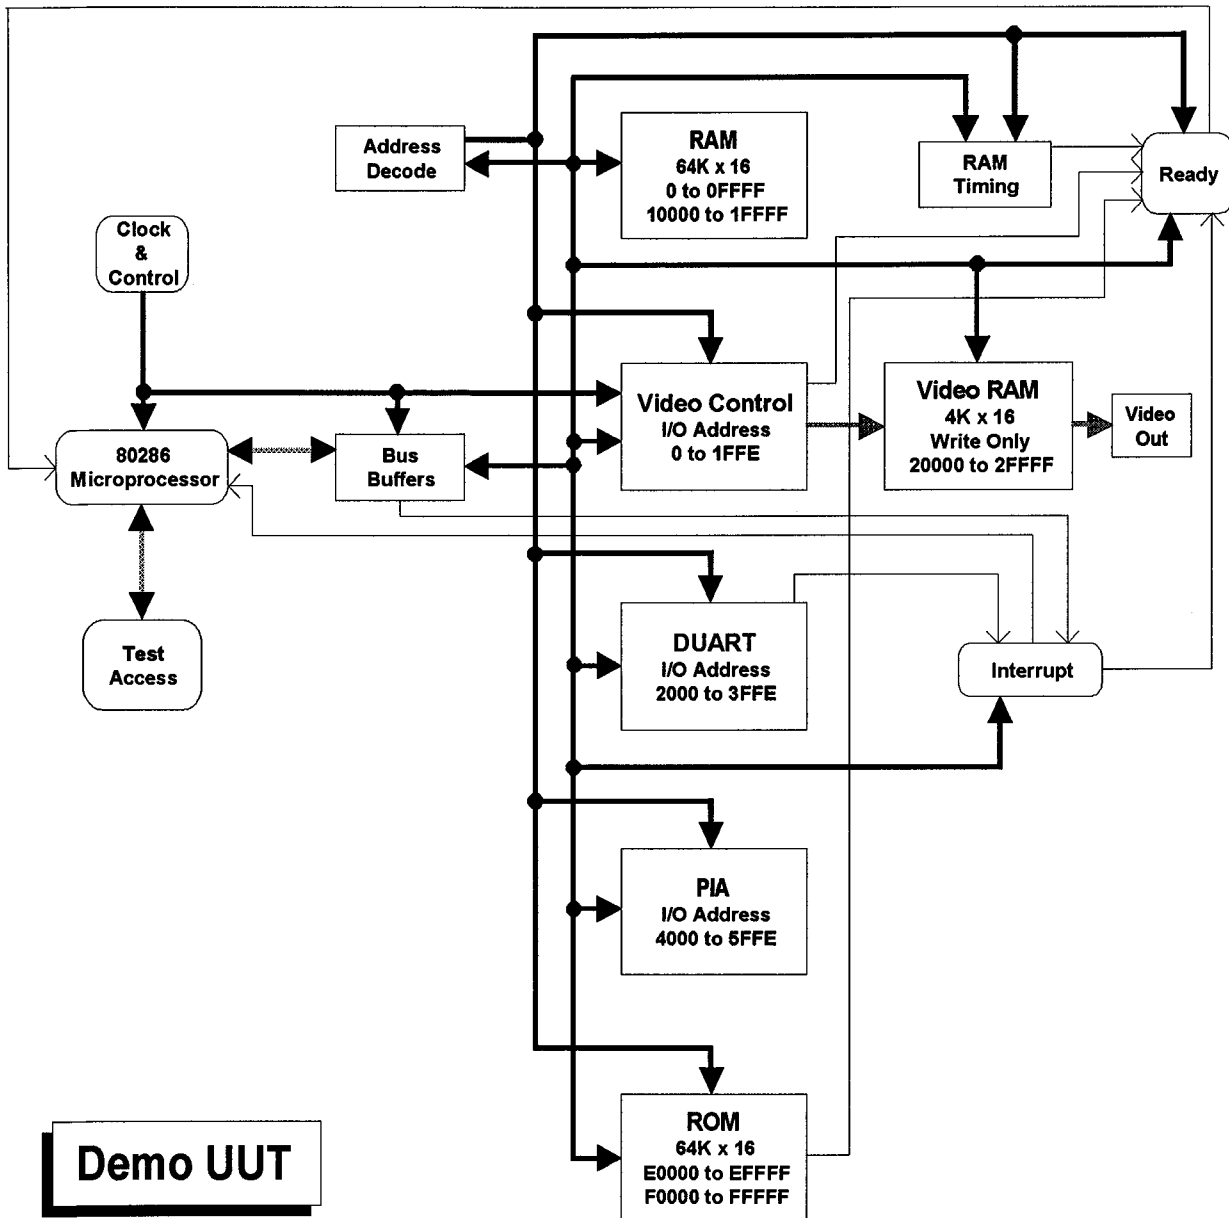 Address
Decode
RAM
64K x 16
0 to 0FFFF
10000 to 1FFFF
RAM
Timing
Ready
Clock
&
Control
80286
Microprocessor
Bus
Buffers
Video Control
I/O Address
0 to 1FFE
Video RAM
4K x 16
Write Only
20000 to 2FFFF
Video
Out
Test
Access
DUART
I/O Address
2000 to 3FFE
Interrupt
PIA
I/O Address
4000 to 5FFE
ROM
64K x 16
E0000 to EFFFF
F0000 to FFFFF
Demo UUT